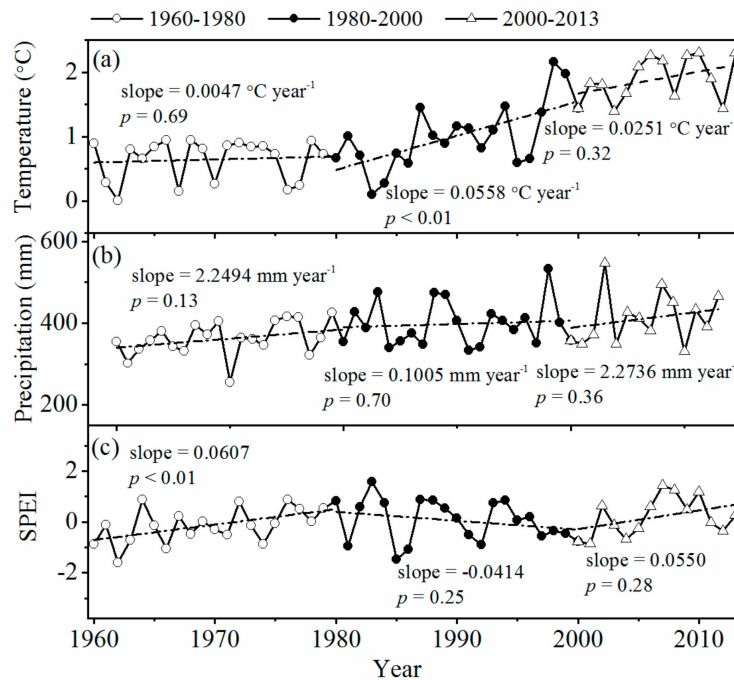 1960-1980 1980-2000 2000-2013
(a)
Temperature (°C)
2
1
0
slope = 0.0047 °C year-1
p = 0.69
slope = 0.0558 °C year-1
p < 0.01
slope = 0.0251 °C year-1
p = 0.32
(b)
Precipitation (mm)
600
400
200
slope = 2.2494 mm year-1
p = 0.13
slope = 0.1005 mm year-1
p = 0.70
slope = 2.2736 mm year-1
p = 0.36
(c)
SPEI
2
0
-2
slope = 0.0607
p < 0.01
slope = -0.0414
p = 0.25
slope = 0.0550
p = 0.28
1960 1970 1980 1990 2000 2010
Year